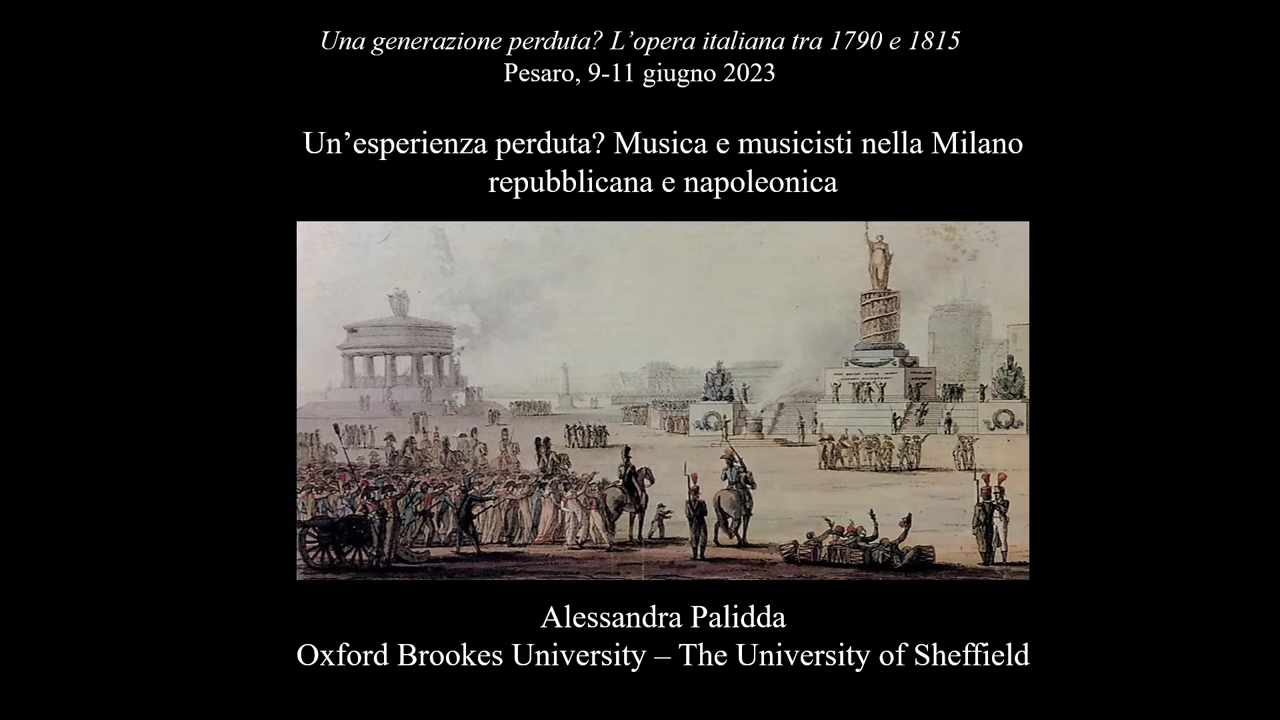 Una generazione perduta? L’opera italiana tra 1790 e 1815
Pesaro, 9-11 giugno 2023
Un’esperienza perduta? Musica e musicisti nella Milano
repubblicana e napoleonica
Alessandra Palidda
Oxford Brookes University – The University of Sheffield